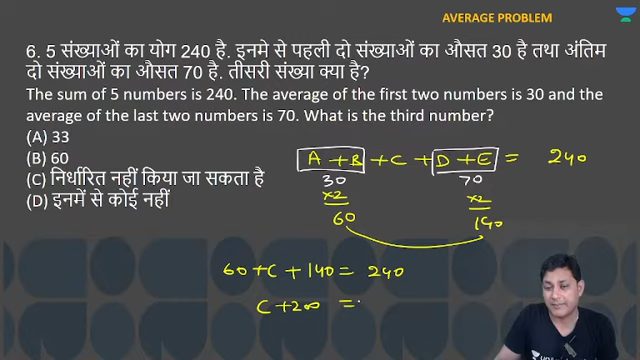 AVERAGE PROBLEM
6. 5 संख्याओं का योग 240 है. इनमे से पहली दो संख्याओं का औसत 30 है तथा अंतिम
दो संख्याओं का औसत 70 है. तीसरी संख्या क्या है?
The sum of 5 numbers is 240. The average of the first two numbers is 30 and the
average of the last two numbers is 70. What is the third number?
(A) 33
(B) 60
(C) निर्धारित नहीं किया जा सकता है
(D) इनमें से कोई नहीं
A + B + C + D + E = 240
30 70
×2 ×2
60 140
60 + C + 140 = 240
C + 200 =